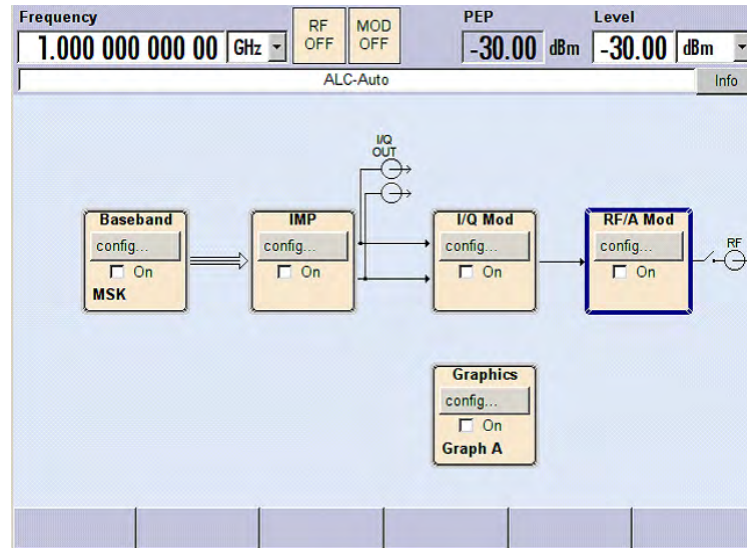 Frequency
1.000 000 000 00 GHz
RF OFF
MOD OFF
PEP
-30.00 dBm
Level
-30.00 dBm
ALC-Auto
Info
I/Q OUT
Baseband
config...
On
MSK
IMP
config...
On
I/Q Mod
config...
On
RF/A Mod
config...
On
RF
Graphics
config...
On
Graph A